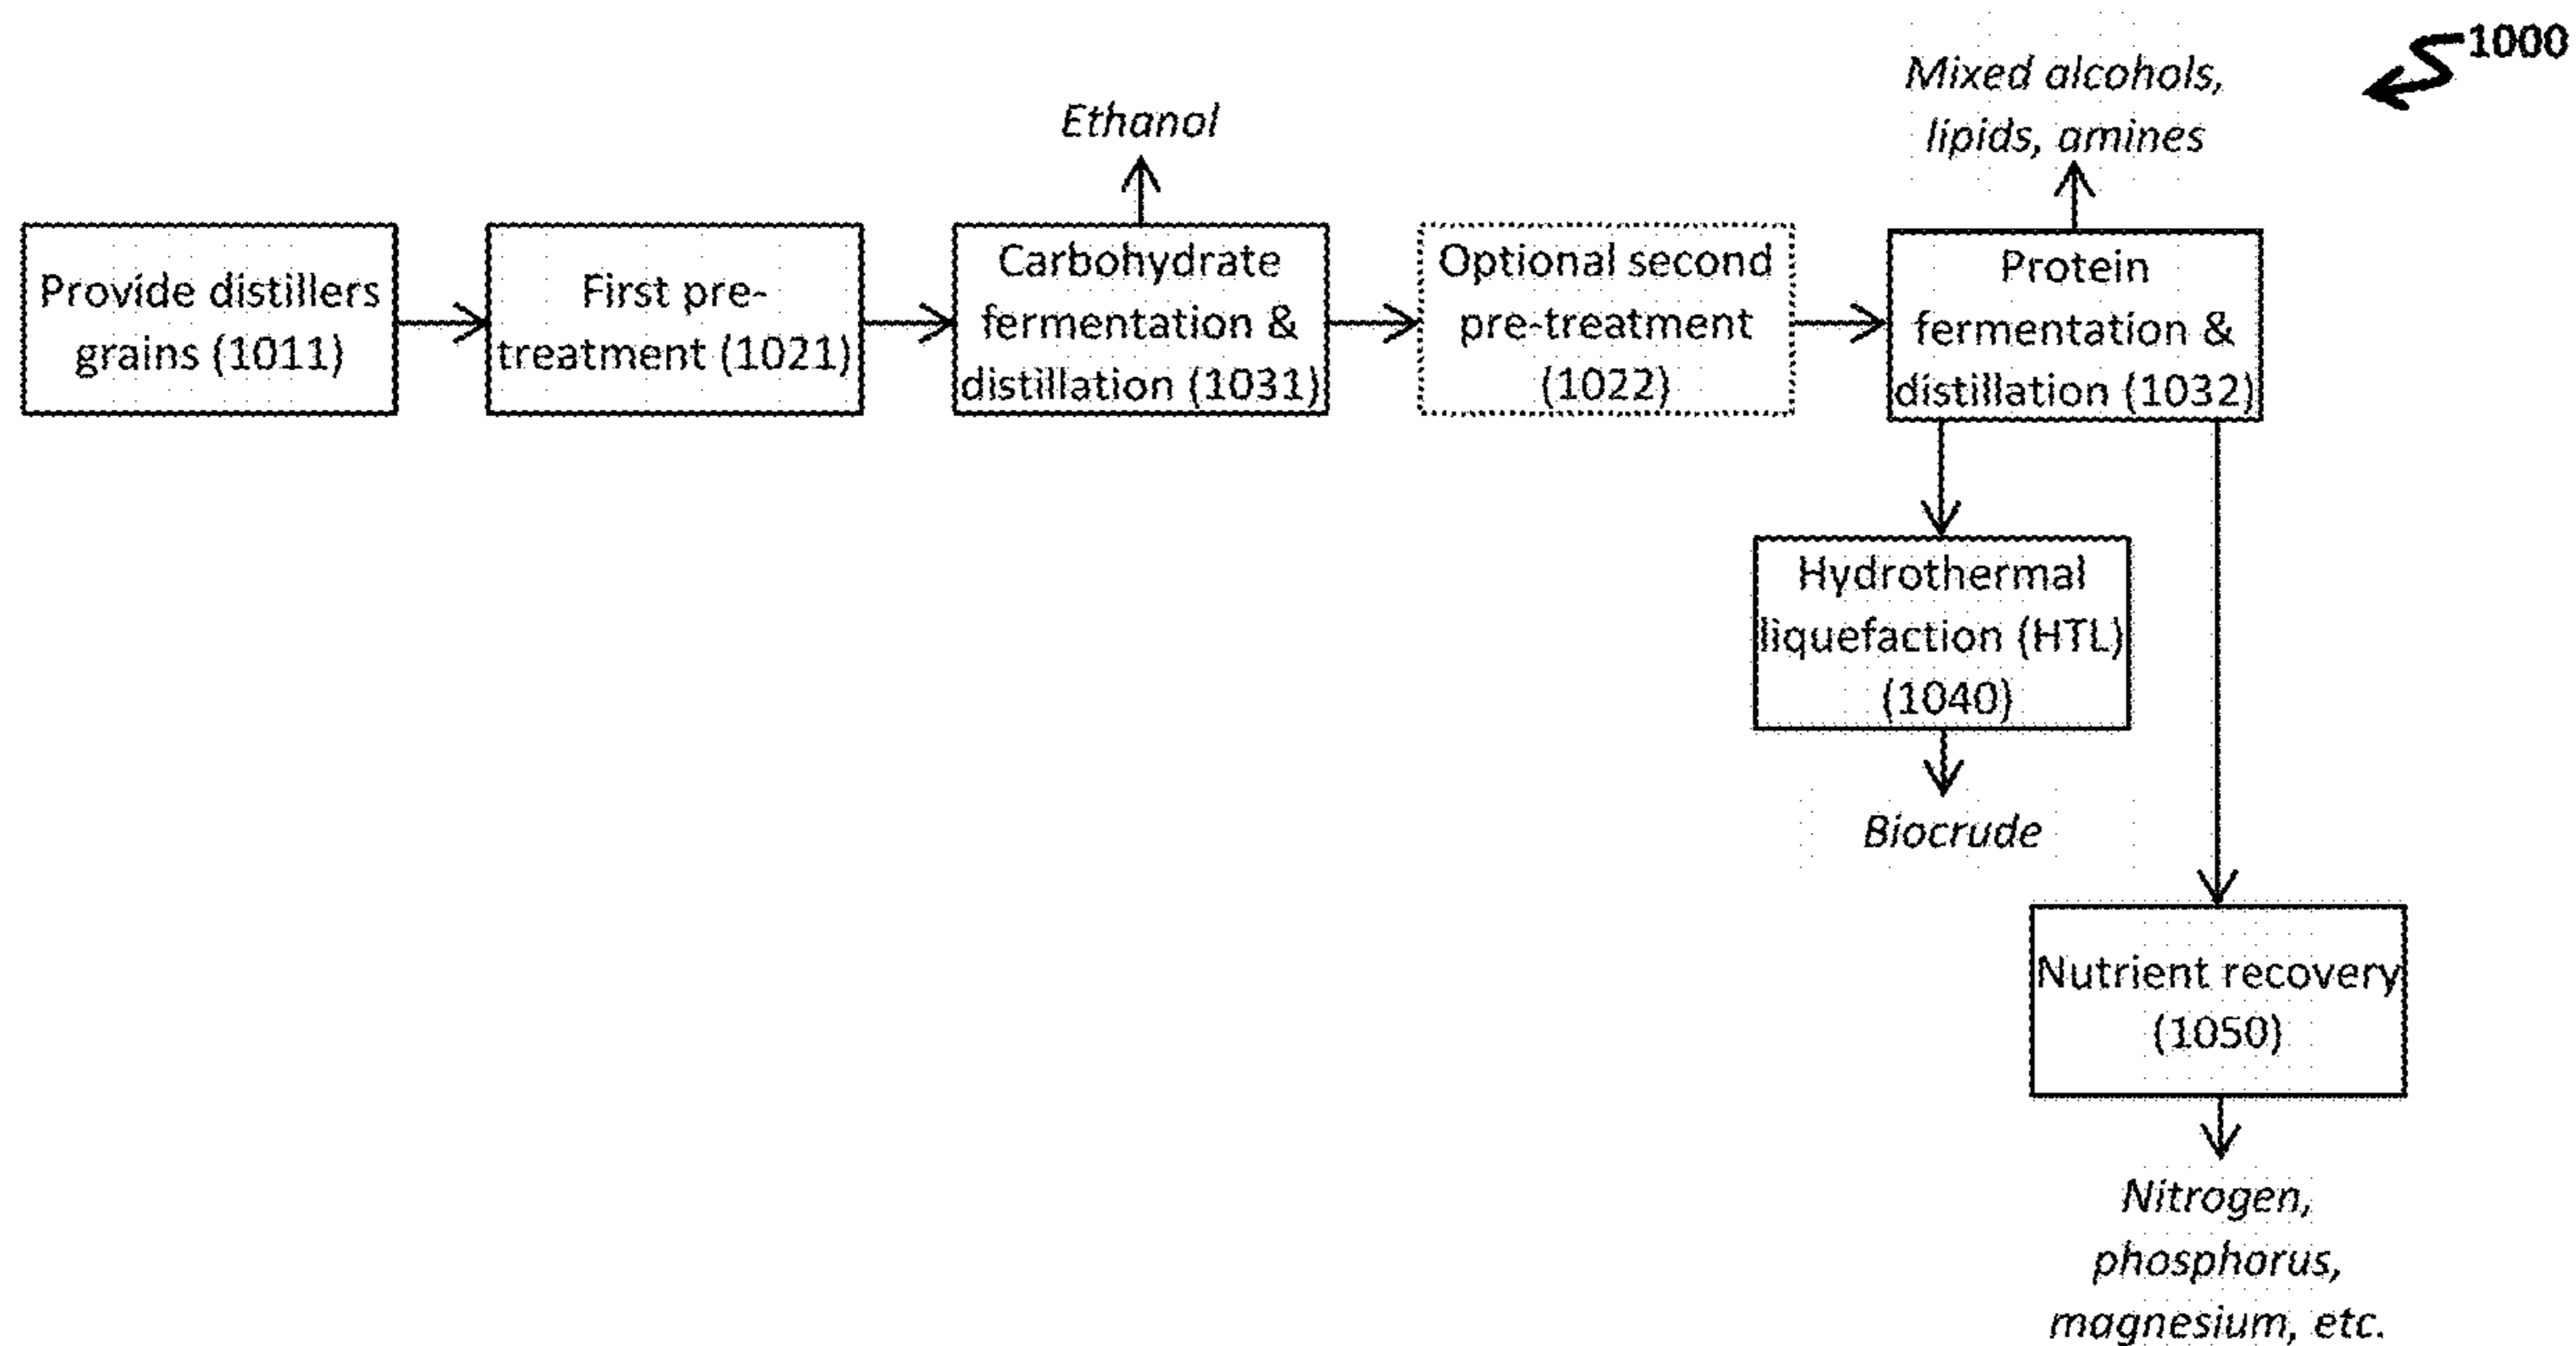 1000
Mixed alcohols,
lipids, amines
Ethanol
Provide distillers
grains (1011)
First pre-
treatment (1021)
Carbohydrate
fermentation &
distillation (1031)
Optional second
pre-treatment
(1022)
Protein
fermentation &
distillation (1032)
Hydrothermal
liquefaction (HTL)
(1040)
Biocrude
Nutrient recovery
(1050)
Nitrogen,
phosphorus,
magnesium, etc.